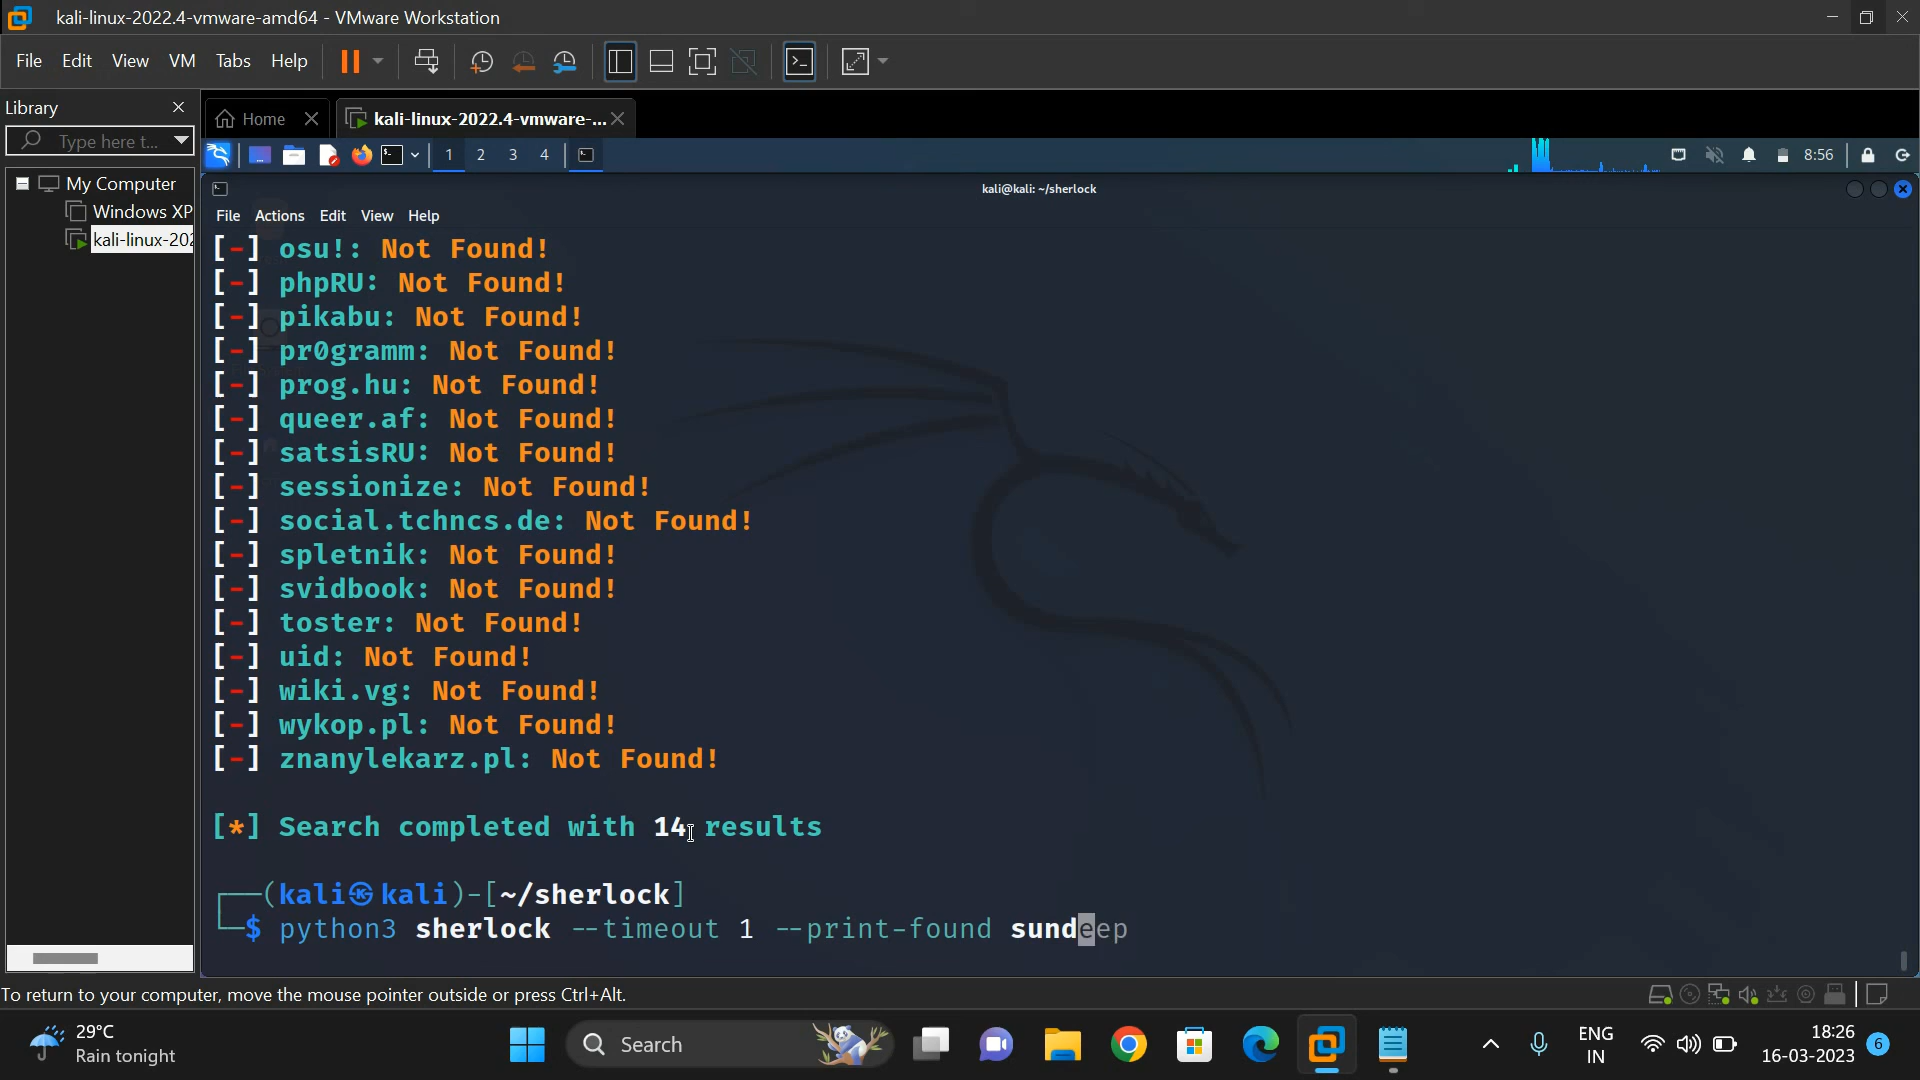 kali-linux-2022.4-vmware-amd64 - VMware Workstation
File Edit View VM Tabs Help
Library
Home kali-linux-2022.4-vmware-...
Type here t...
1 2 3 4 8:56
My Computer
kali@kali: ~/sherlock
Windows XP
File Actions Edit View Help
kali-linux-202
[-] osu!: Not Found!
[-] phpRU: Not Found!
[-] pikabu: Not Found!
[-] pr0gramm: Not Found!
[-] prog.hu: Not Found!
[-] queer.af: Not Found!
[-] satsisRU: Not Found!
[-] sessionize: Not Found!
[-] social.tchncs.de: Not Found!
[-] spletnik: Not Found!
[-] svidbook: Not Found!
[-] toster: Not Found!
[-] uid: Not Found!
[-] wiki.vg: Not Found!
[-] wykop.pl: Not Found!
[-] znanylekarz.pl: Not Found!
[*] Search completed with 14 results
┌──(kali㉿kali)-[~/sherlock]
└─$ python3 sherlock --timeout 1 --print-found sundeep
To return to your computer, move the mouse pointer outside or press Ctrl+Alt.
29°C
Rain tonight
Search
ENG
IN
18:26
16-03-2023
6